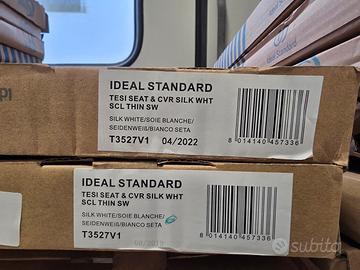 Ideal Standard
IDEAL STANDARD
TESI SEAT & CVR SILK WHT
SCL THIN SW
SILK WHITE/SOIE BLANCHE/
SEIDENWEIß/BIANCO SETA
T3527V1 04/2022
8 014140 457336
IDEAL STANDARD
TESI SEAT & CVR SILK WHT
SCL THIN SW
SILK WHITE/SOIE BLANCHE/
SEIDENWEIß/BIANCO SETA
T3527V1
8 014140 457336
subito